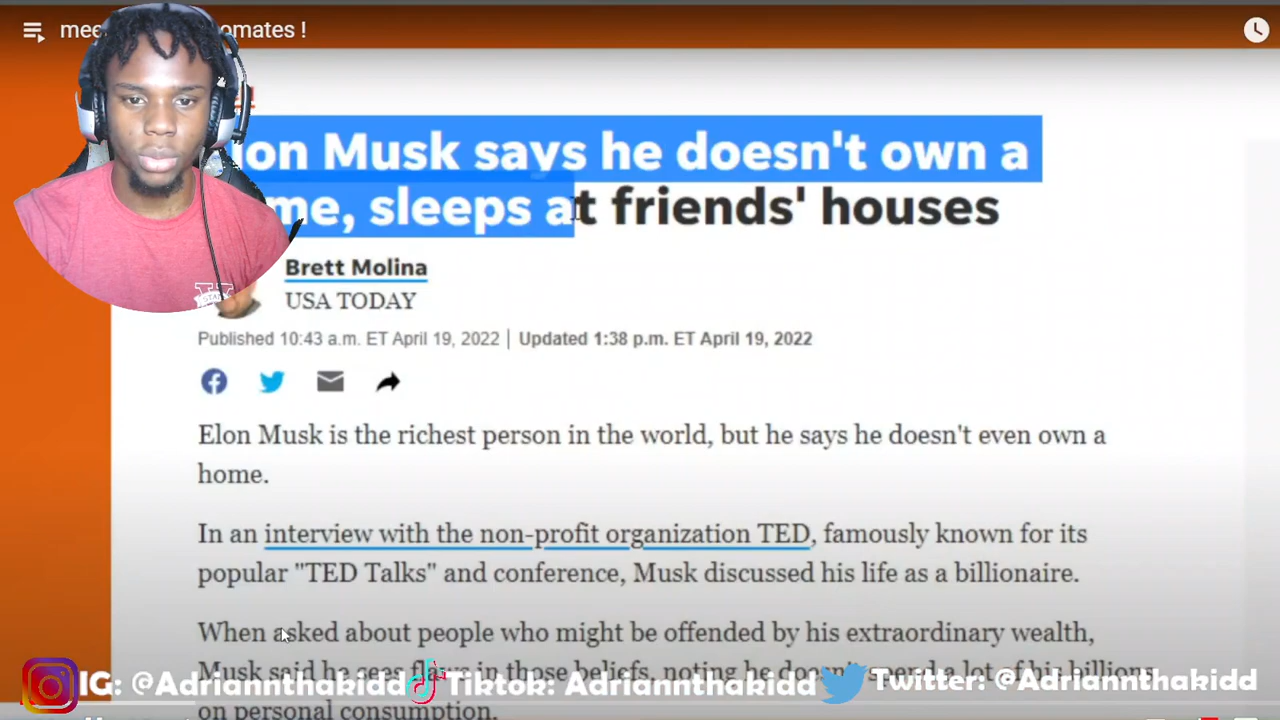 mee omates !
lon Musk says he doesn't own a
me, sleeps at friends' houses
Brett Molina
USA TODAY
Published 10:43 a.m. ET April 19, 2022 | Updated 1:38 p.m. ET April 19, 2022
Elon Musk is the richest person in the world, but he says he doesn't even own a
home.
In an interview with the non-profit organization TED, famously known for its
popular "TED Talks" and conference, Musk discussed his life as a billionaire.
When asked about people who might be offended by his extraordinary wealth,
Musk said he sees flaws in those beliefs, noting he doesn't spend a lot of his billions
on personal consumption.
IG: @Adriannthakidd Tiktok: Adriannthakidd Twitter: @Adriannthakidd